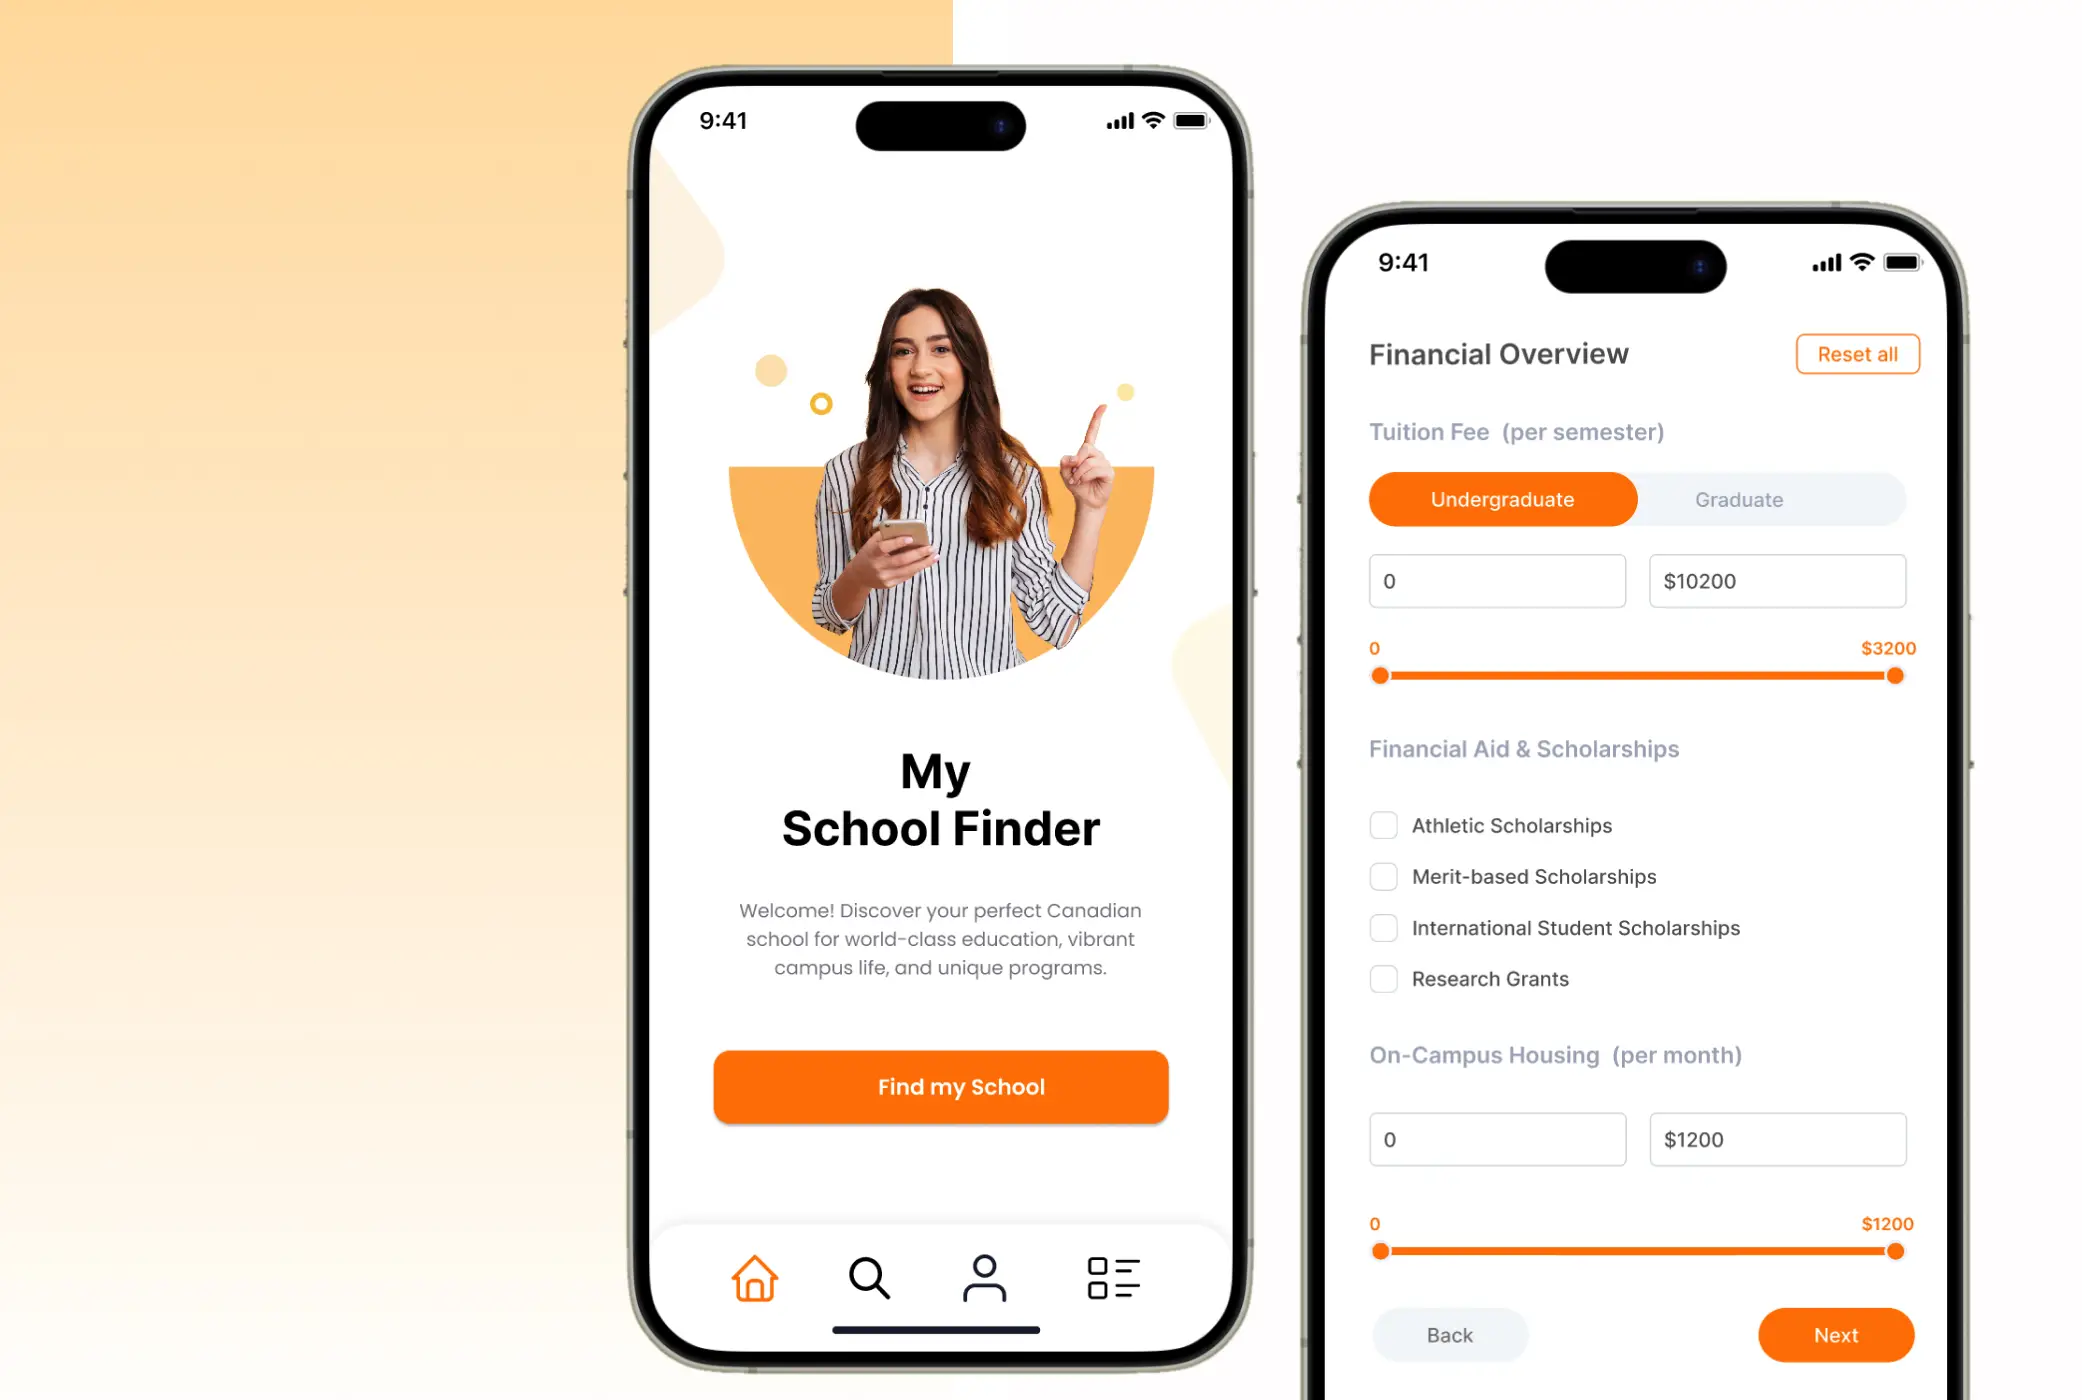 9:41
My
School Finder
Welcome! Discover your perfect Canadian
school for world-class education, vibrant
campus life, and unique programs.
Find my School
9:41
Financial Overview
Reset all
Tuition Fee (per semester)
Undergraduate
Graduate
0
$10200
0
$3200
Financial Aid & Scholarships
Athletic Scholarships
Merit-based Scholarships
International Student Scholarships
Research Grants
On-Campus Housing (per month)
0
$1200
0
$1200
Back
Next